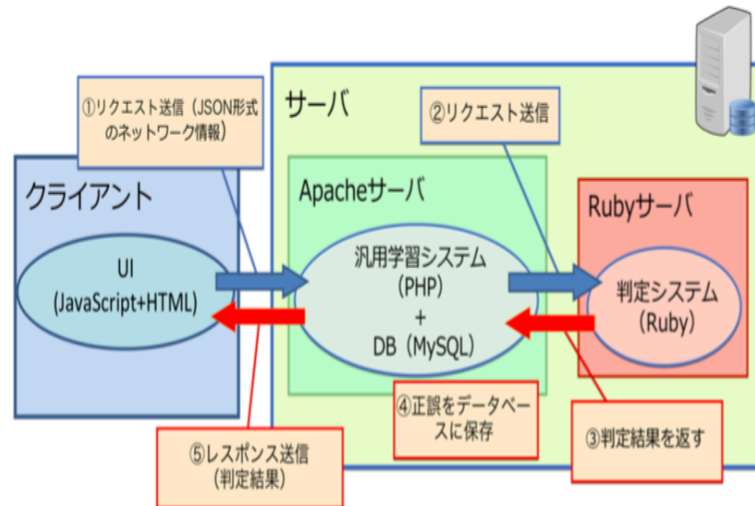 ①リクエスト送信（JSON形式
のネットワーク情報）
サーバ
②リクエスト送信
クライアント
Apacheサーバ
Rubyサーバ
UI
(JavaScript+HTML)
汎用学習システム
（PHP）
+
DB（MySQL）
判定システム
（Ruby）
④正誤をデータベー
スに保存
③判定結果を返す
⑤レスポンス送信
（判定結果）